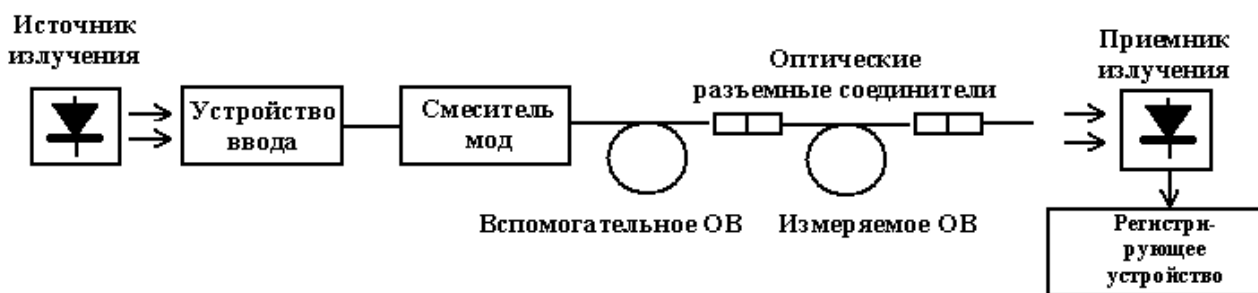 Источник
излучения
Устройство
ввода
Смеситель
мод
Вспомогательное ОВ
Оптические
разъемные соединители
Измеряемое ОВ
Приемник
излучения
Регистри-
рующее
устройство